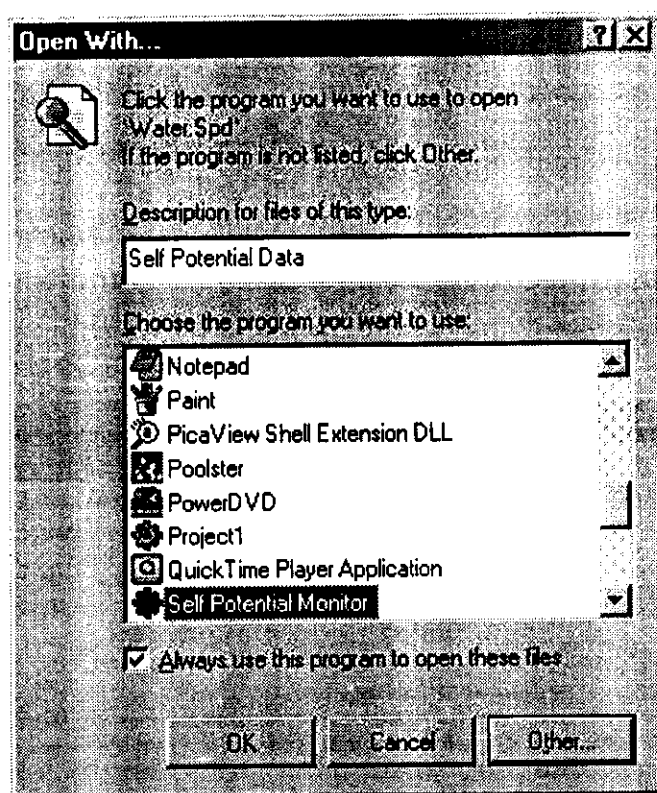 Open With...
Click the program you want to use to open
'Water.Spd'
If the program is not listed, click Other.
Description for files of this type:
Self Potential Data
Choose the program you want to use:
Notepad
Paint
PicaView Shell Extension DLL
Poolster
PowerDVD
Project1
QuickTime Player Application
Self Potential Monitor
Always use this program to open these files
OK
Cancel
Other...